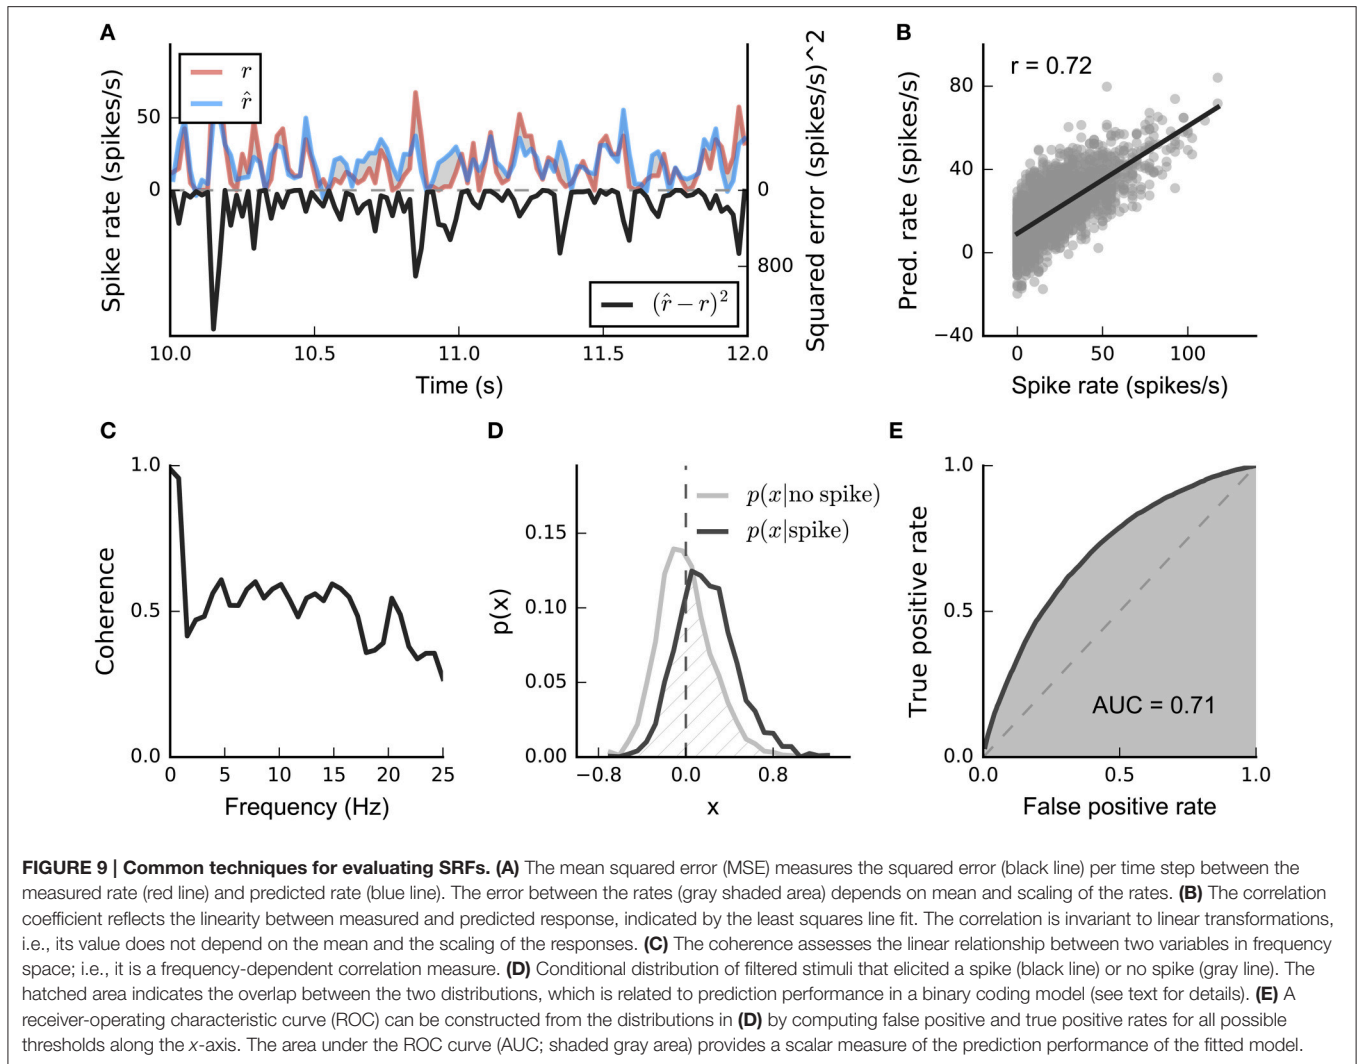 A
Spike rate (spikes/s)
50
0
r
r̂
(r̂ − r)²
0
800
Squared error (spikes/s)^2
10.0 10.5 11.0 11.5 12.0
Time (s)
B
r = 0.72
Pred. rate (spikes/s)
80
40
0
−40
0 50 100
Spike rate (spikes/s)
C
Coherence
1.0
0.5
0.0
0 5 10 15 20 25
Frequency (Hz)
D
p(x)
0.15
0.10
0.05
0.00
p(x|no spike)
p(x|spike)
−0.8 0.0 0.8
x
E
True positive rate
1.0
0.5
0.0
AUC = 0.71
0.0 0.5 1.0
False positive rate
FIGURE 9 | Common techniques for evaluating SRFs. (A) The mean squared error (MSE) measures the squared error (black line) per time step between the
measured rate (red line) and predicted rate (blue line). The error between the rates (gray shaded area) depends on mean and scaling of the rates. (B) The correlation
coefficient reflects the linearity between measured and predicted response, indicated by the least squares line fit. The correlation is invariant to linear transformations,
i.e., its value does not depend on the mean and the scaling of the responses. (C) The coherence assesses the linear relationship between two variables in frequency
space; i.e., it is a frequency-dependent correlation measure. (D) Conditional distribution of filtered stimuli that elicited a spike (black line) or no spike (gray line). The
hatched area indicates the overlap between the two distributions, which is related to prediction performance in a binary coding model (see text for details). (E) A
receiver-operating characteristic curve (ROC) can be constructed from the distributions in (D) by computing false positive and true positive rates for all possible
thresholds along the x-axis. The area under the ROC curve (AUC; shaded gray area) provides a scalar measure of the prediction performance of the fitted model.